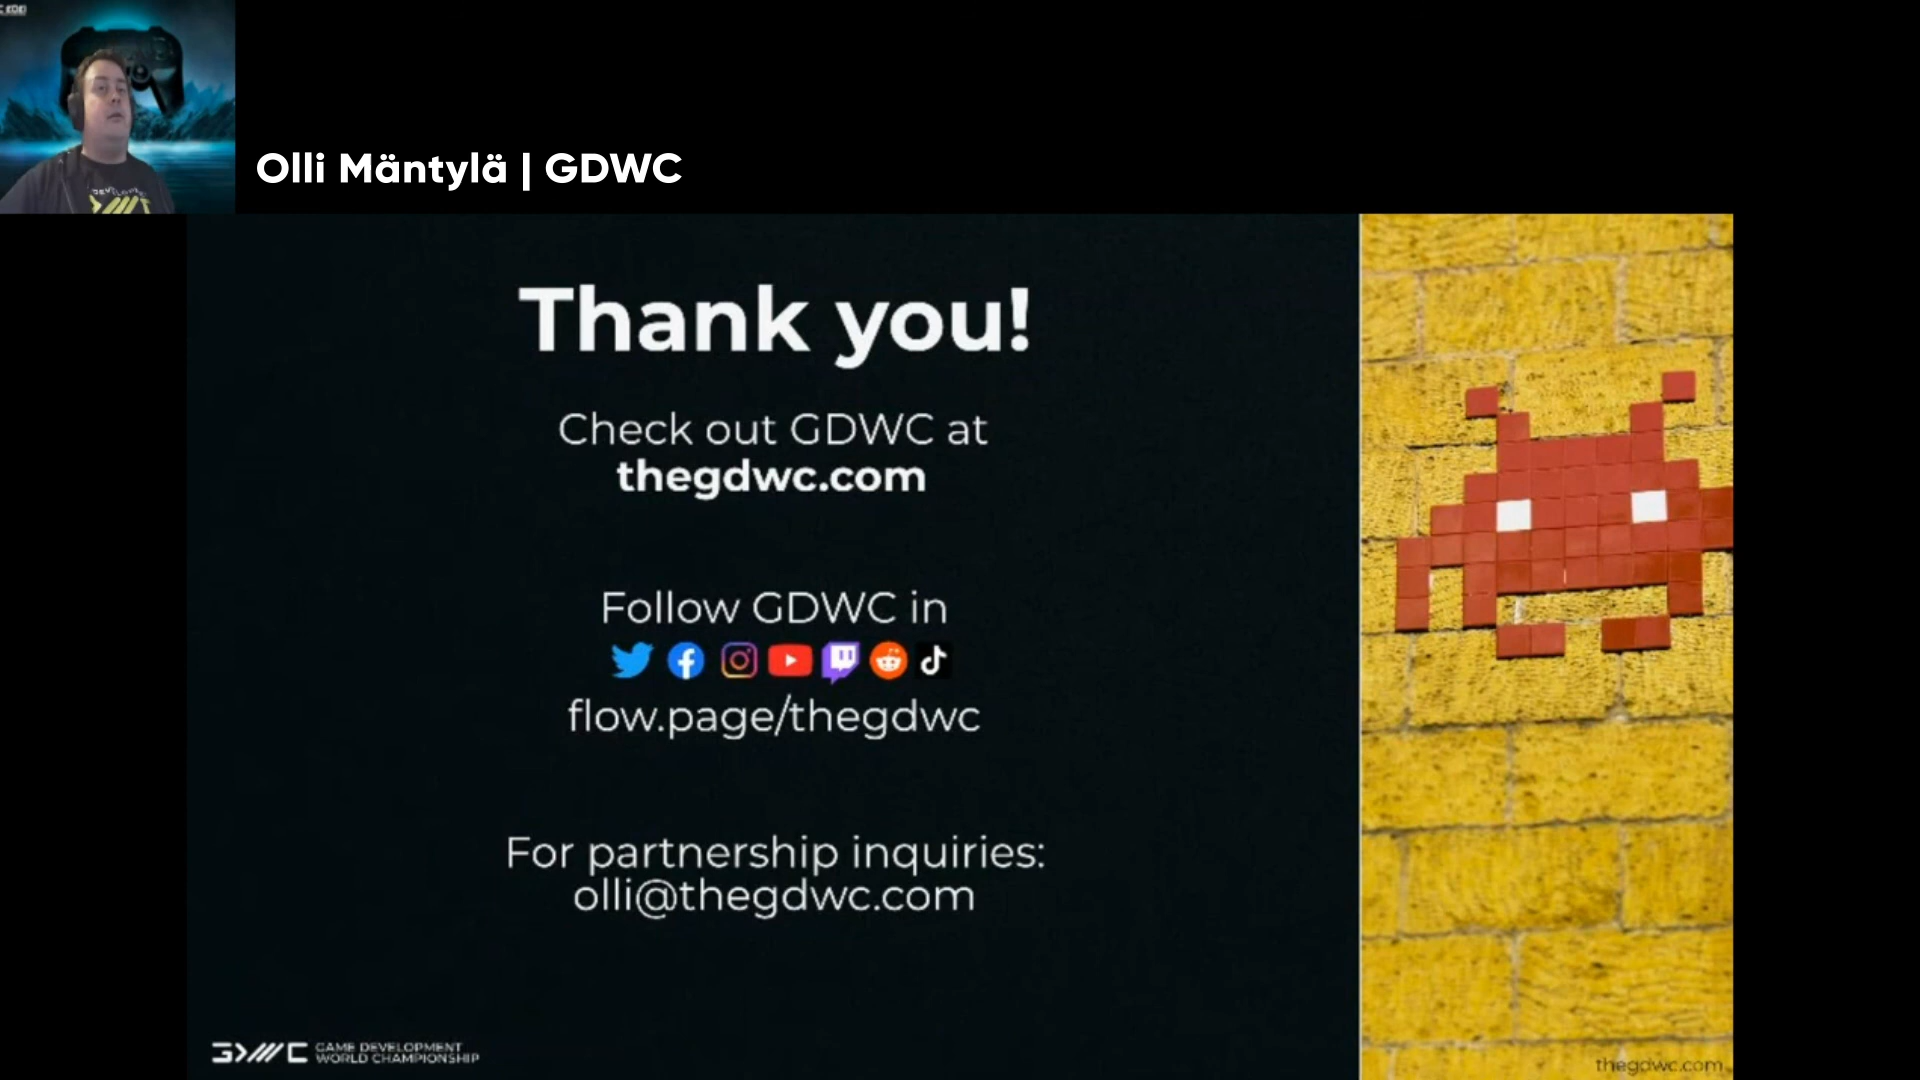 Olli Mäntylä | GDWC
Thank you!
Check out GDWC at
thegdwc.com
Follow GDWC in
flow.page/thegdwc
For partnership inquiries:
olli@thegdwc.com
GAME DEVELOPMENT
WORLD CHAMPIONSHIP
thegdwc.com